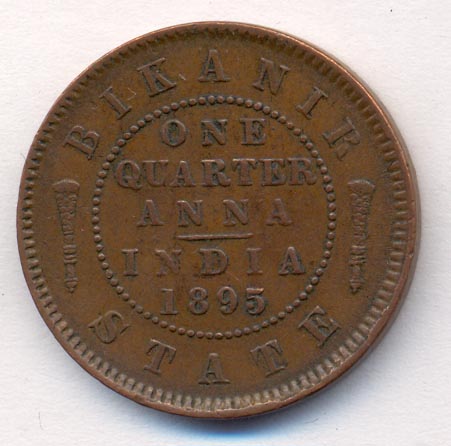 BIKANIR
ONE
QUARTER
ANNA
INDIA
1895
STATE